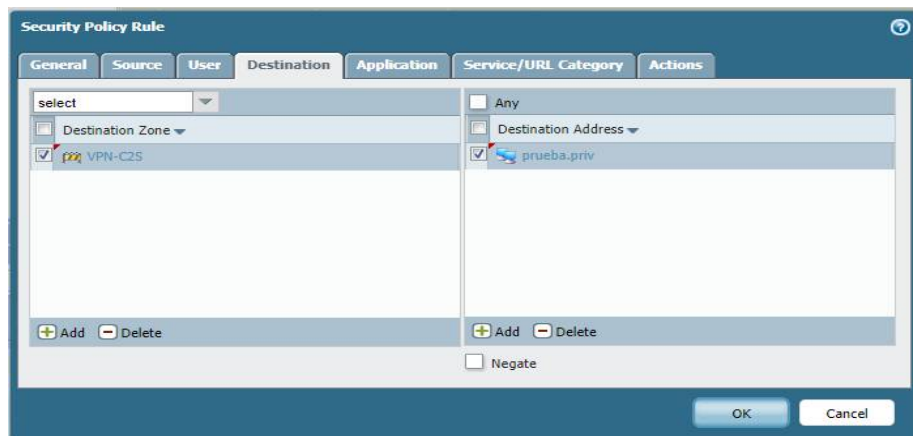 Security Policy Rule
General Source User Destination Application Service/URL Category Actions
select
Any
Destination Zone
Destination Address
VPN-C2S
prueba.priv
Add Delete
Add Delete
Negate
OK Cancel